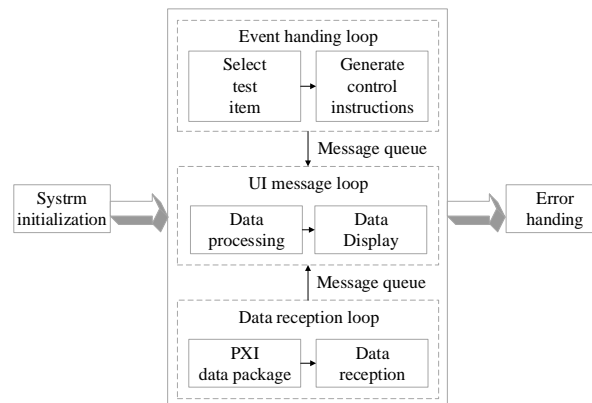 Event handing loop
Select
test
item
Generate
control
instructions
Message queue
UI message loop
Systrm
initialization
Data
processing
Data
Display
Error
handing
Message queue
Data reception loop
PXI
data package
Data
reception